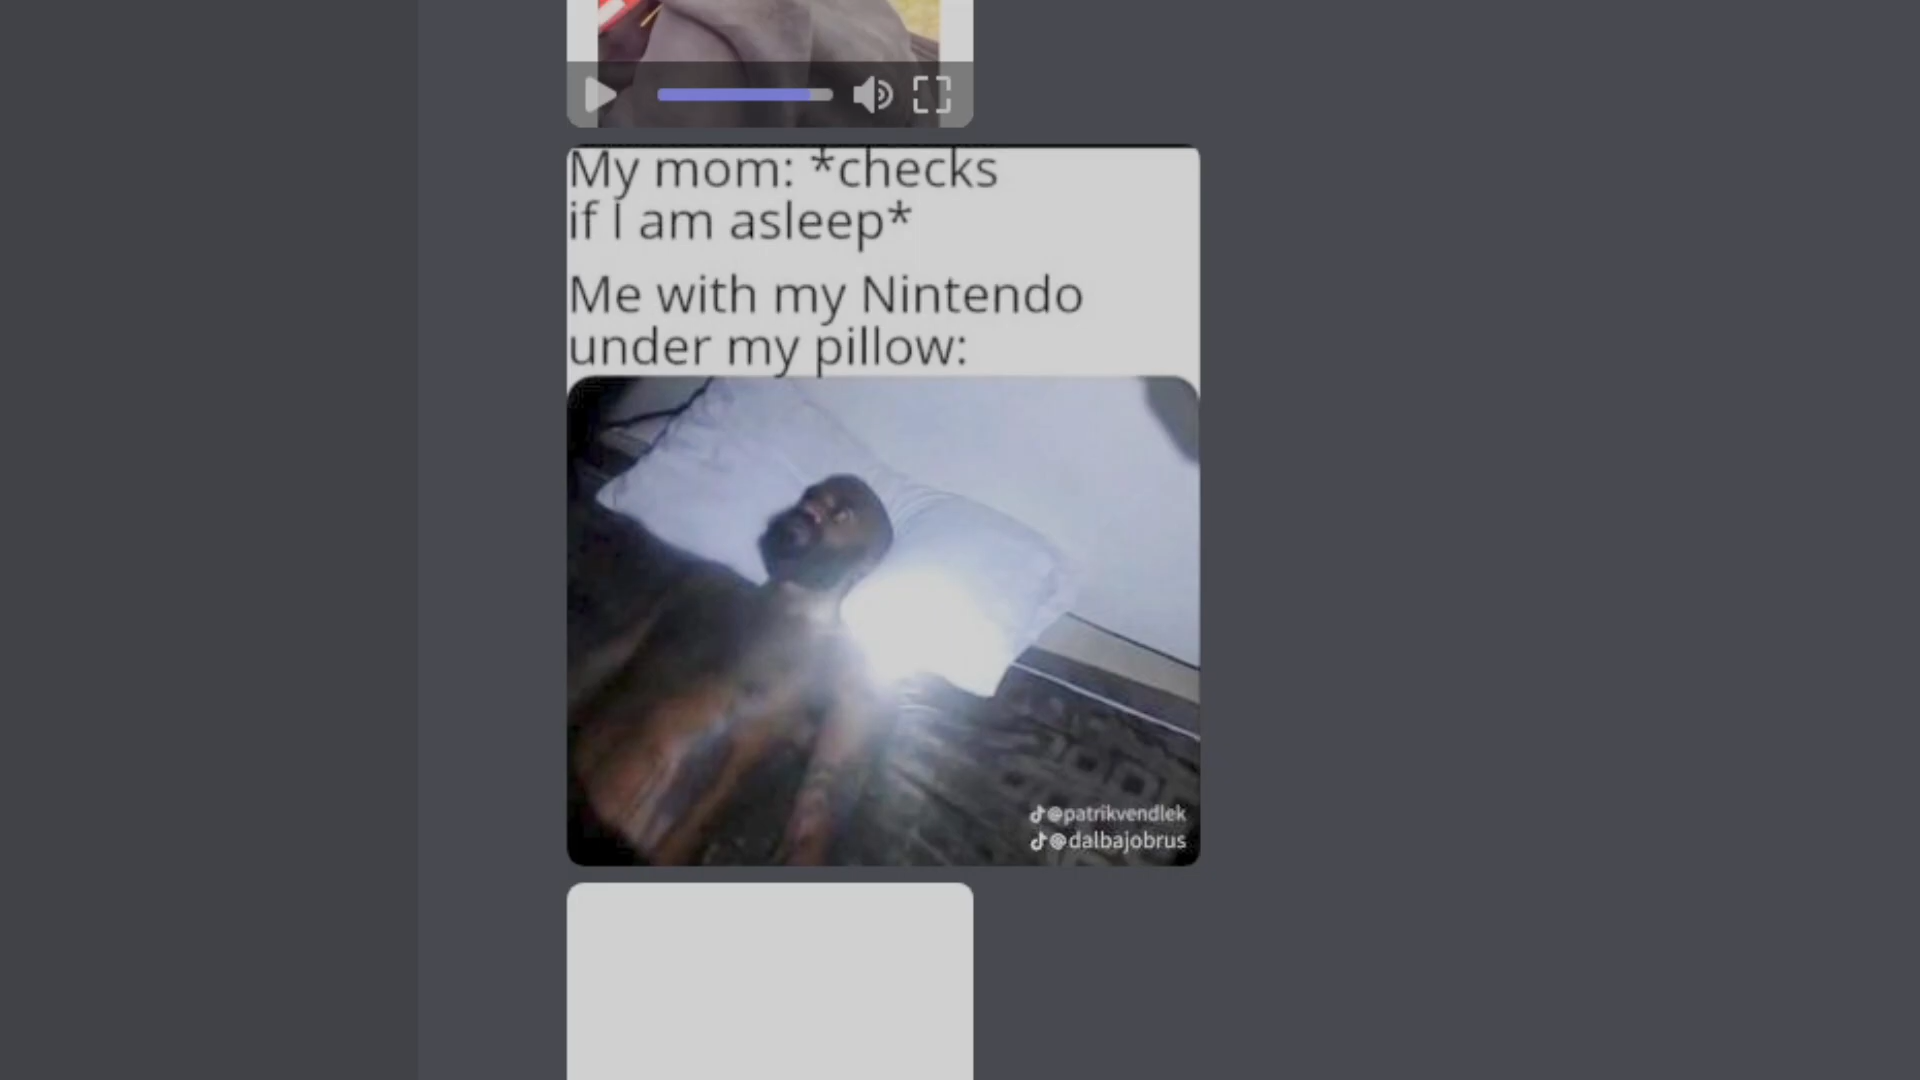 My mom: *checks
if I am asleep*
Me with my Nintendo
under my pillow:
@patrikvendlek
@dalbajobrus